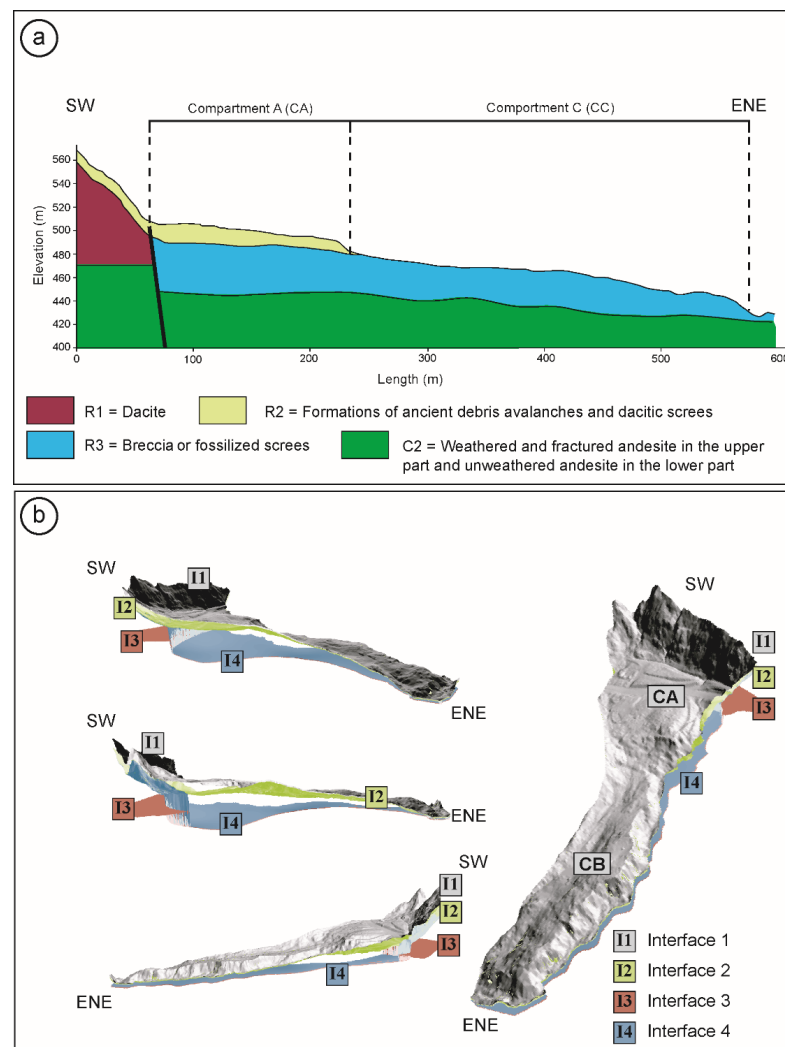 a
SW
Compartment A (CA)
Comportment C (CC)
ENE
Elevation (m)
560
540
520
500
480
460
440
420
400
0
100
200
300
400
500
600
Length (m)
R1 = Dacite
R2 = Formations of ancient debris avalanches and dacitic screes
R3 = Breccia or fossilized screes
C2 = Weathered and fractured andesite in the upper
part and unweathered andesite in the lower part
b
SW
I1
I2
I3
I4
ENE
SW
I1
I2
I3
I4
ENE
SW
I1
I2
I3
I4
ENE
SW
I1
I2
I3
CA
I4
CB
ENE
I1 Interface 1
I2 Interface 2
I3 Interface 3
I4 Interface 4